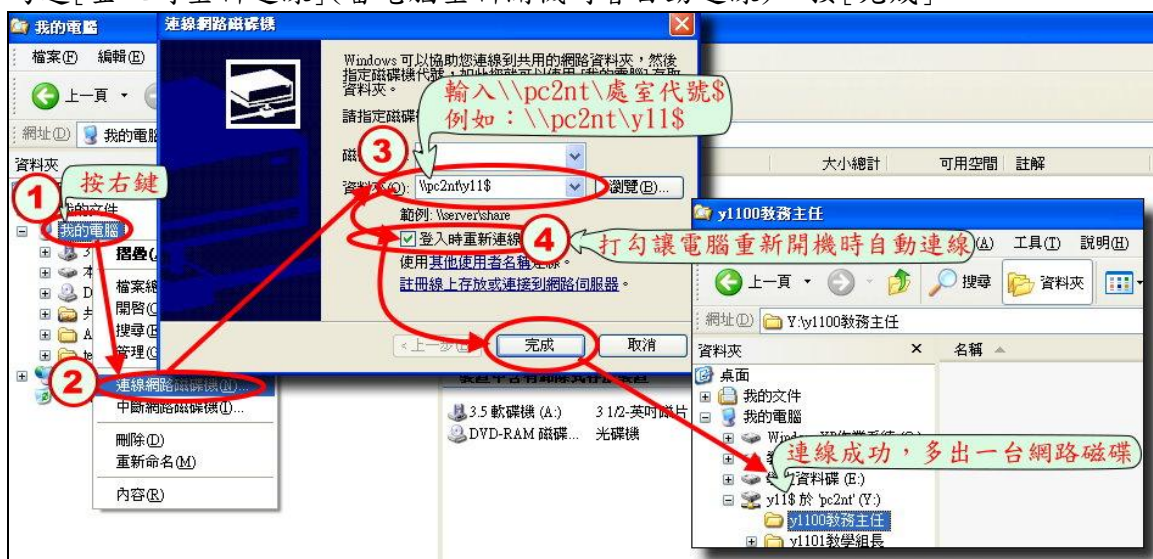 我的電腦
檔案(F) 編輯(E)
上一頁
網址(D) 我的電腦
資料夾
1 按右鍵
我的文件
我的電腦
摺疊(
開啓(
搜尋(E
管理(G
2 連線網路磁碟機(N)...
中斷網路磁碟機(I)...
刪除(D)
重新命名(M)
內容(R)
連線網路磁碟機
Windows 可以協助您連線到共用的網路資料夾,然後
指定磁碟機代號,如此您就可以使用 [我的電腦] 存取
資料夾。
請指定磁碟
輸入\\pc2nt\處室代號$
例如:\\pc2nt\y11$
3
資料夾(O): \\pc2nt\y11$ 瀏覽(B)...
範例: \\server\share
登入時重新連線
4 打勾讓電腦重新開機時自動連線
使用其他使用者名稱連線。
註冊線上存放或連接到網路伺服器。
完成 取消
大小總計 可用空間 註解
3.5 軟碟機 (A:) 3 1/2-英吋磁片
DVD-RAM 磁碟... 光碟機
y1100教務主任
(A) 工具(T) 說明(H)
上一頁 搜尋 資料夾
網址(D) Y:\y1100教務主任
資料夾 × 名稱
桌面
我的文件
我的電腦
連線成功,多出一台網路磁碟
資料碟 (E:)
y11$ 於 'pc2nt' (Y:)
y1100教務主任
y1101教學組長